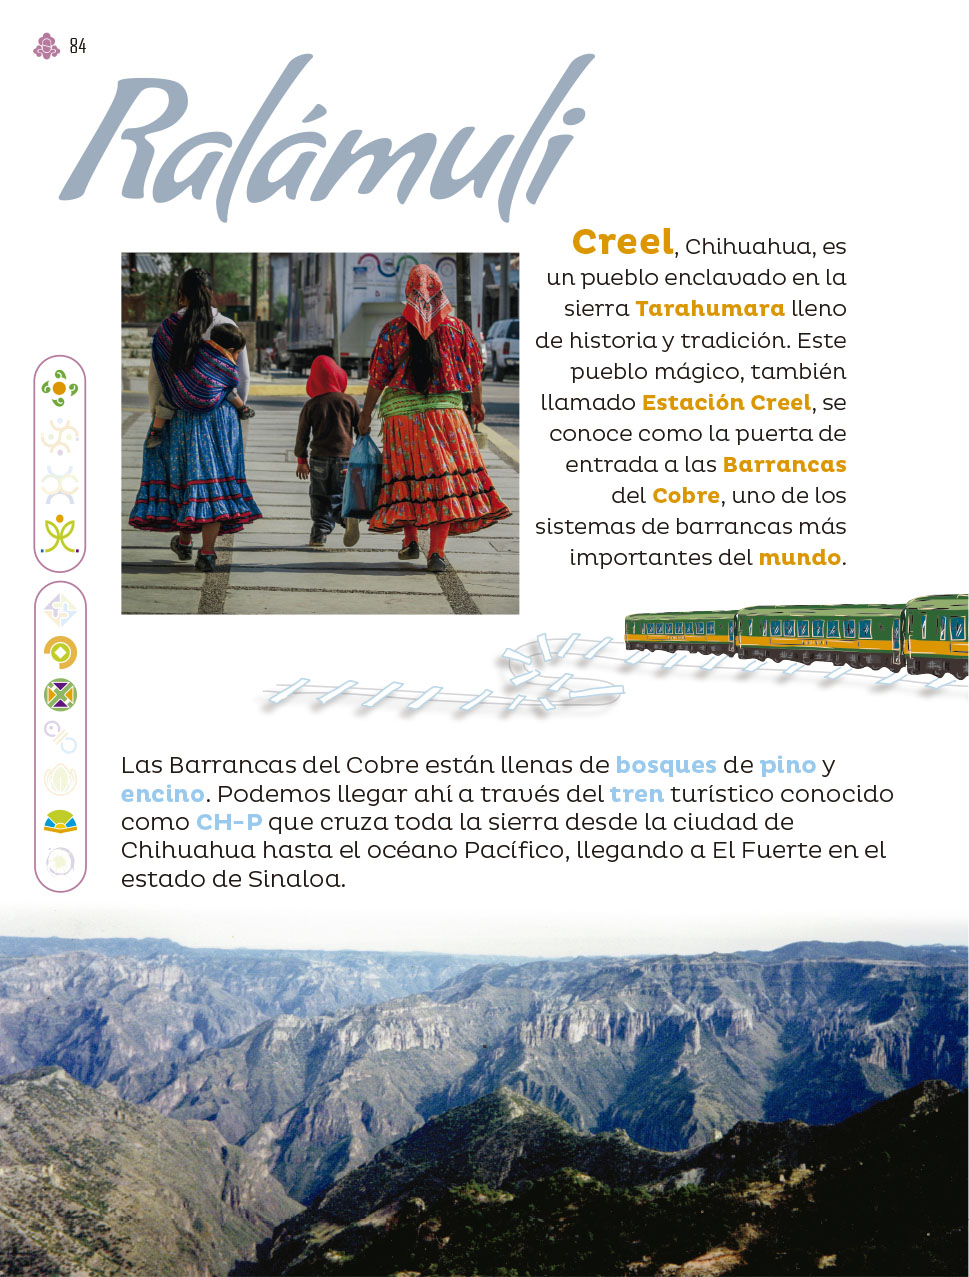 84
Ralámuli
Creel, Chihuahua, es
un pueblo enclavado en la
sierra Tarahumara lleno
de historia y tradición. Este
pueblo mágico, también
llamado Estación Creel, se
conoce como la puerta de
entrada a las Barrancas
del Cobre, uno de los
sistemas de barrancas más
importantes del mundo.
Las Barrancas del Cobre están llenas de bosques de pino y
encino. Podemos llegar ahí a través del tren turístico conocido
como CH-P que cruza toda la sierra desde la ciudad de
Chihuahua hasta el océano Pacífico, llegando a El Fuerte en el
estado de Sinaloa.